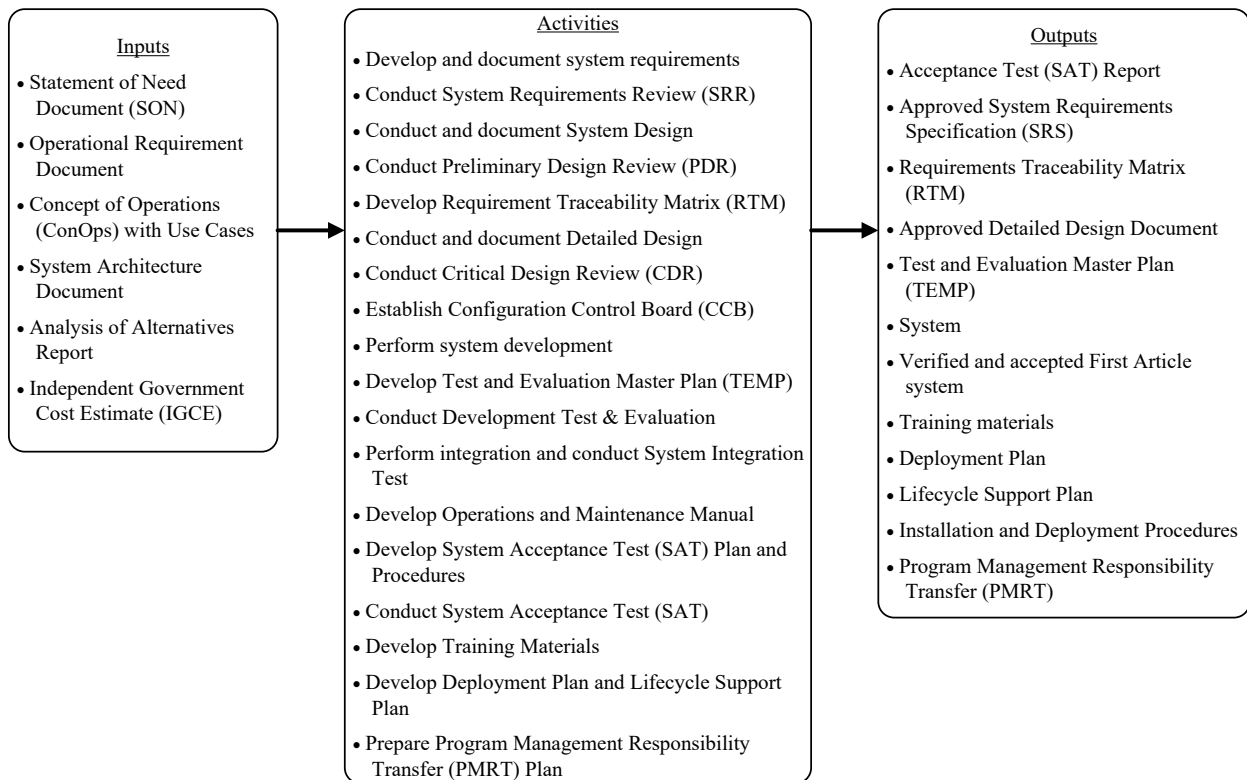 Inputs
• Statement of Need
Document (SON)
• Operational Requirement
Document
• Concept of Operations
(ConOps) with Use Cases
• System Architecture
Document
• Analysis of Alternatives
Report
• Independent Government
Cost Estimate (IGCE)
Activities
• Develop and document system requirements
• Conduct System Requirements Review (SRR)
• Conduct and document System Design
• Conduct Preliminary Design Review (PDR)
• Develop Requirement Traceability Matrix (RTM)
• Conduct and document Detailed Design
• Conduct Critical Design Review (CDR)
• Establish Configuration Control Board (CCB)
• Perform system development
• Develop Test and Evaluation Master Plan (TEMP)
• Conduct Development Test & Evaluation
• Perform integration and conduct System Integration
Test
• Develop Operations and Maintenance Manual
• Develop System Acceptance Test (SAT) Plan and
Procedures
• Conduct System Acceptance Test (SAT)
• Develop Training Materials
• Develop Deployment Plan and Lifecycle Support
Plan
• Prepare Program Management Responsibility
Transfer (PMRT) Plan
Outputs
• Acceptance Test (SAT) Report
• Approved System Requirements
Specification (SRS)
• Requirements Traceability Matrix
(RTM)
• Approved Detailed Design Document
• Test and Evaluation Master Plan
(TEMP)
• System
• Verified and accepted First Article
system
• Training materials
• Deployment Plan
• Lifecycle Support Plan
• Installation and Deployment Procedures
• Program Management Responsibility
Transfer (PMRT)